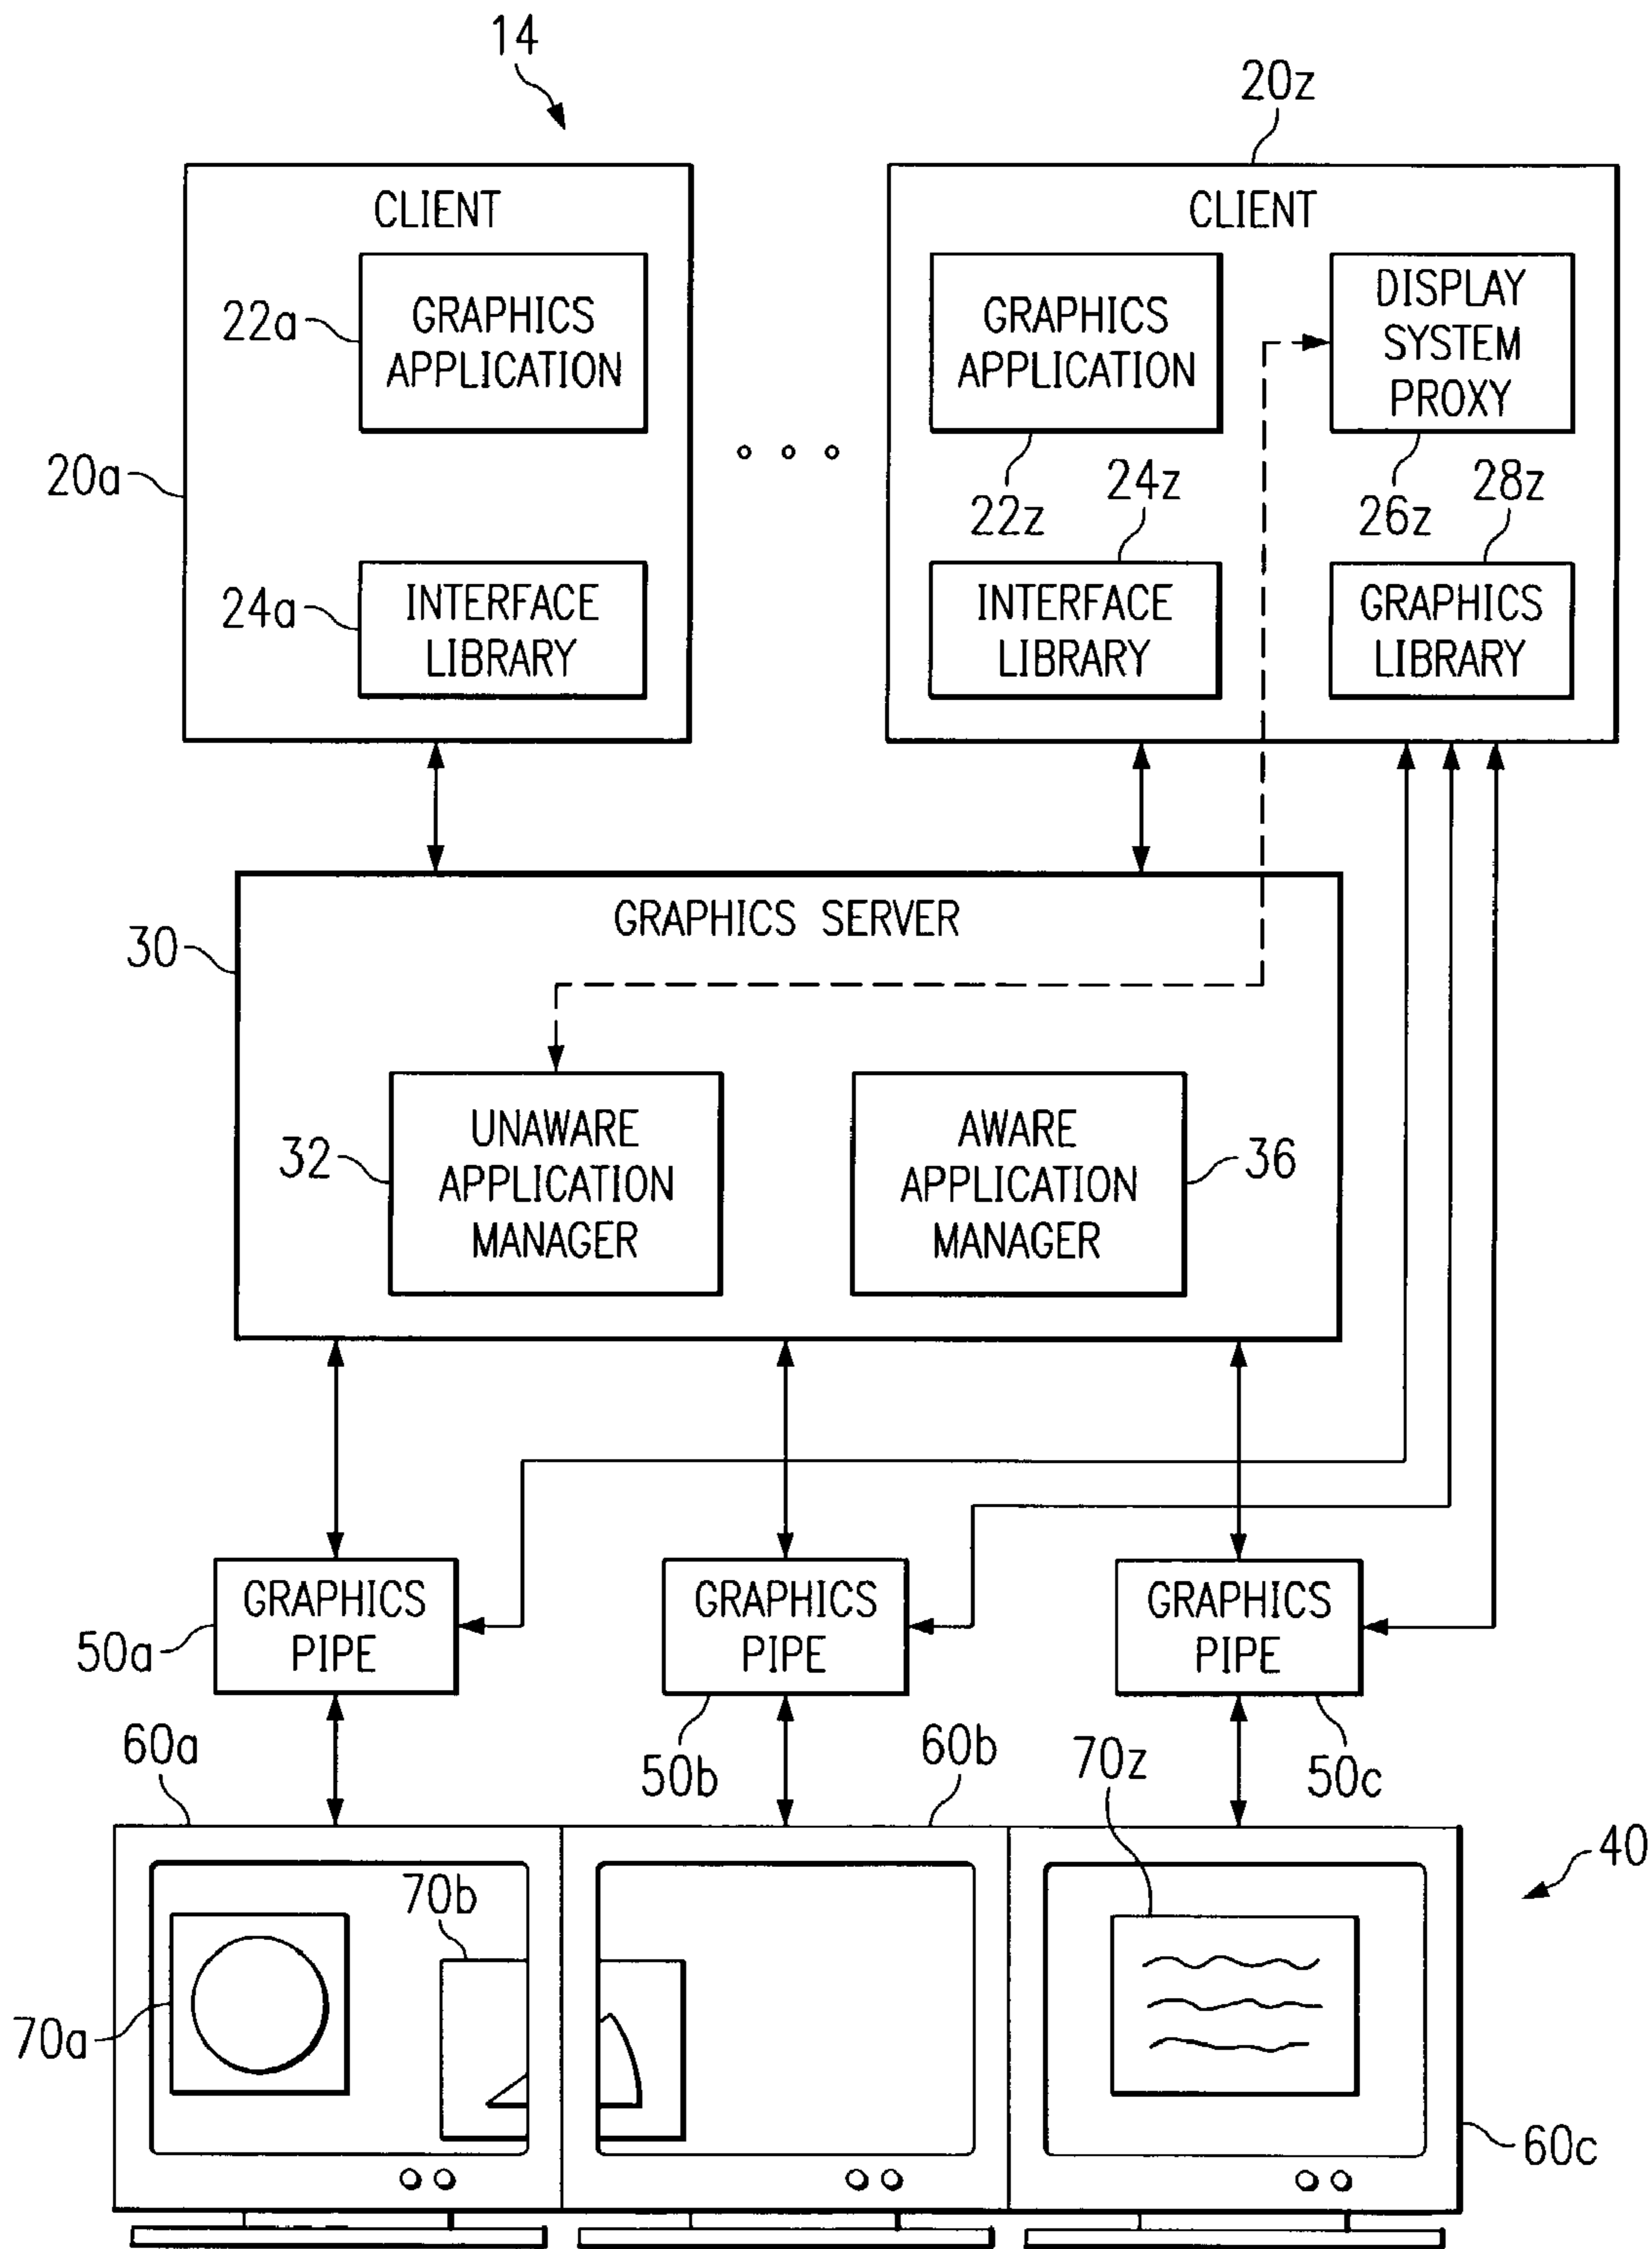 14
20z
CLIENT
CLIENT
22a
GRAPHICS
APPLICATION
GRAPHICS
APPLICATION
DISPLAY
SYSTEM
PROXY
20a
22z
24z
26z
28z
24a
INTERFACE
LIBRARY
INTERFACE
LIBRARY
GRAPHICS
LIBRARY
GRAPHICS SERVER
30
32
UNAWARE
APPLICATION
MANAGER
AWARE
APPLICATION
MANAGER
36
GRAPHICS
PIPE
GRAPHICS
PIPE
GRAPHICS
PIPE
50a
60a
50b
60b
70z
50c
40
70b
70a
60c